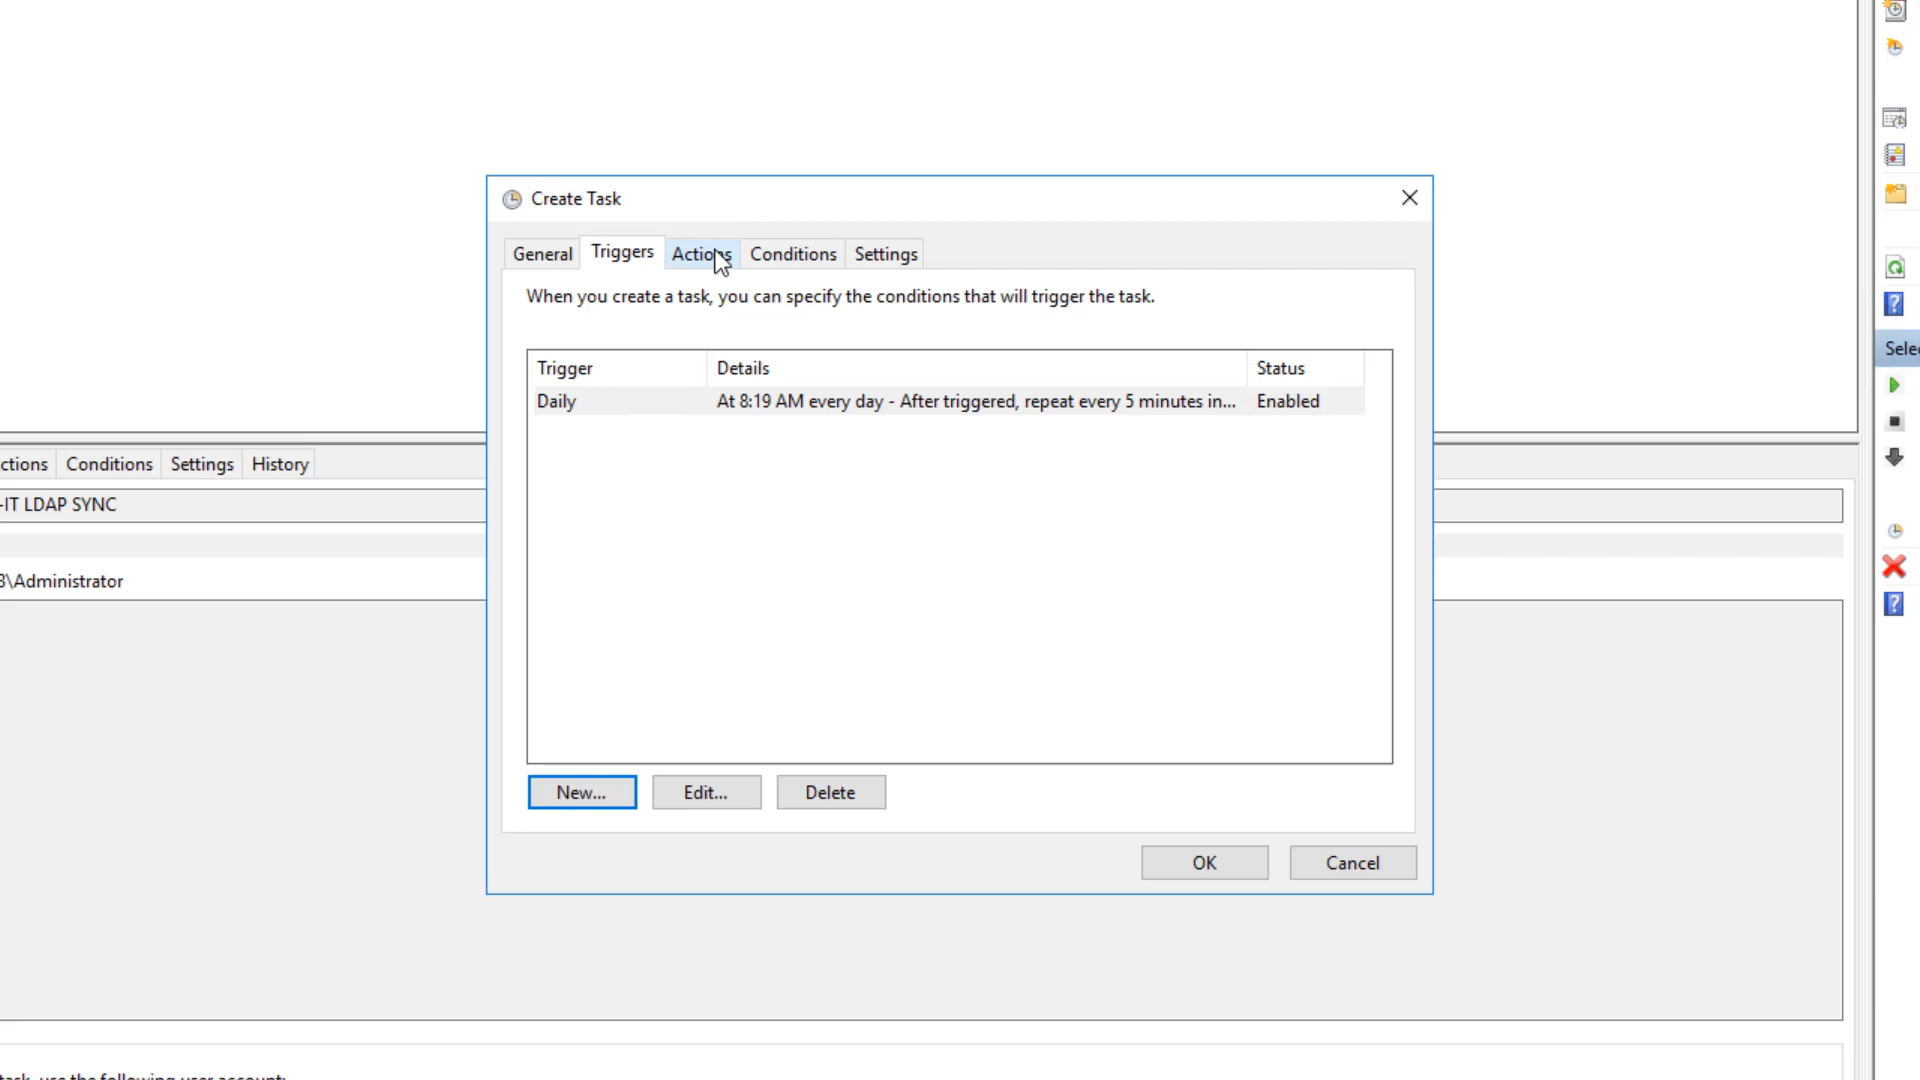 Create Task
General
Triggers
Actions
Conditions
Settings
When you create a task, you can specify the conditions that will trigger the task.
Trigger
Details
Status
Daily
At 8:19 AM every day - After triggered, repeat every 5 minutes in...
Enabled
New...
Edit...
Delete
OK
Cancel
ctions
Conditions
Settings
History
-IT LDAP SYNC
\Administrator
task, use the following user account:
Sele